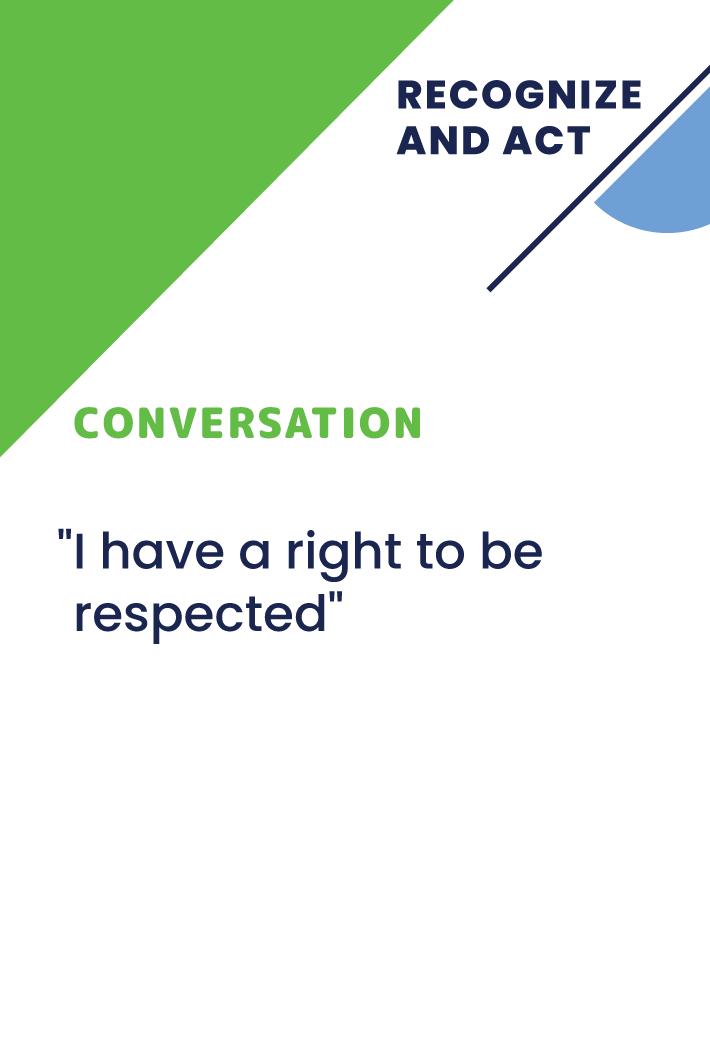 RECOGNIZE
AND ACT
CONVERSATION
"I have a right to be
respected"